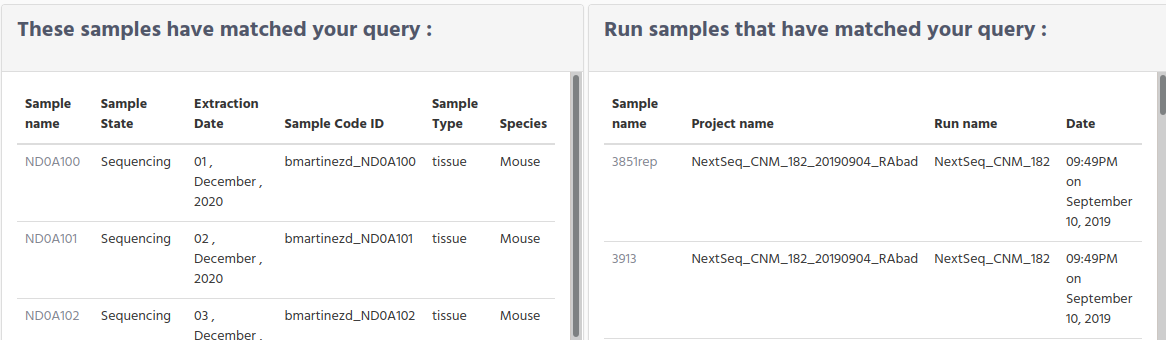 These samples have matched your query :
Sample name Sample State Extraction Date Sample Code ID Sample Type Species
ND0A100 Sequencing 01 , December , 2020 bmartinezd_ND0A100 tissue Mouse
ND0A101 Sequencing 02 , December , 2020 bmartinezd_ND0A101 tissue Mouse
ND0A102 Sequencing 03 , December , bmartinezd_ND0A102 tissue Mouse
Run samples that have matched your query :
Sample name Project name Run name Date
3851rep NextSeq_CNM_182_20190904_RAbad NextSeq_CNM_182 09:49PM on September 10, 2019
3913 NextSeq_CNM_182_20190904_RAbad NextSeq_CNM_182 09:49PM on September 10, 2019